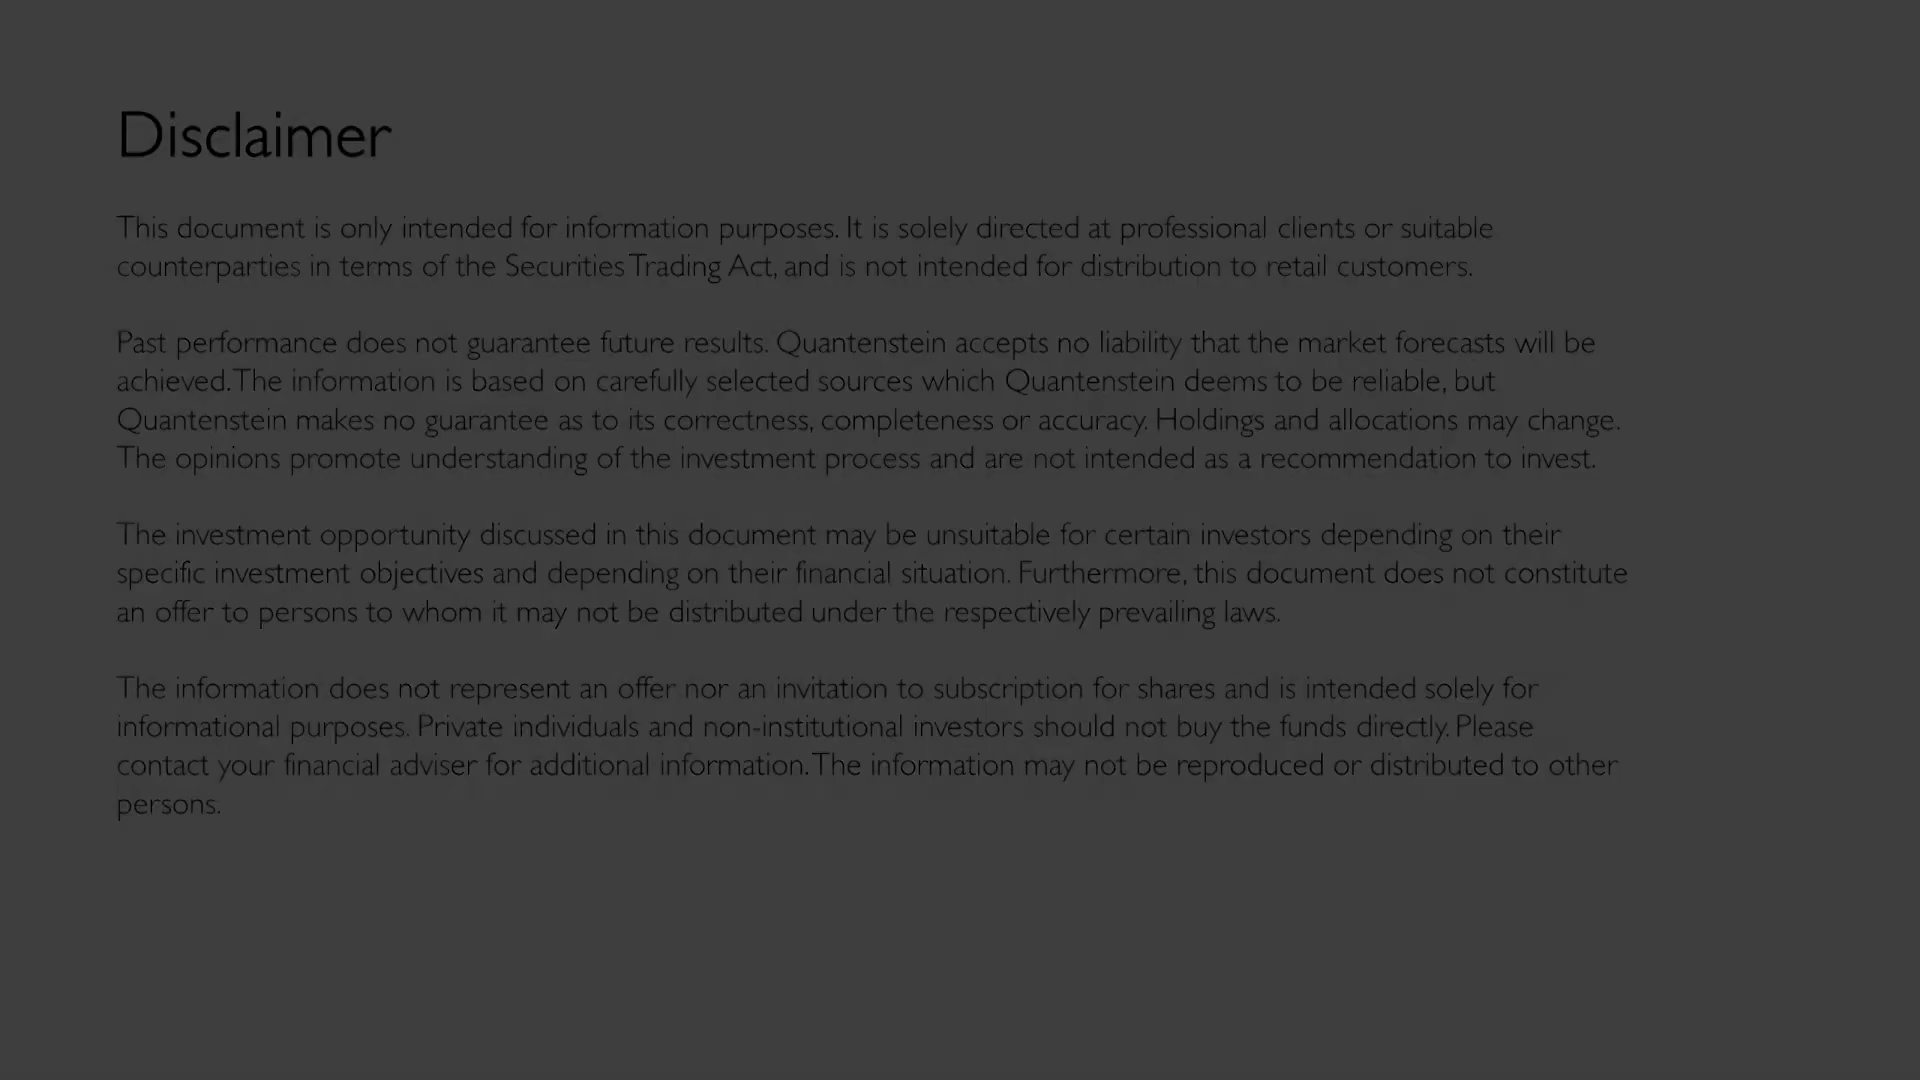 Disclaimer
This document is only intended for information purposes. It is solely directed at professional clients or suitable
counterparties in terms of the Securities Trading Act, and is not intended for distribution to retail customers.
Past performance does not guarantee future results. Quantenstein accepts no liability that the market forecasts will be
achieved. The information is based on carefully selected sources which Quantenstein deems to be reliable, but
Quantenstein makes no guarantee as to its correctness, completeness or accuracy. Holdings and allocations may change.
The opinions promote understanding of the investment process and are not intended as a recommendation to invest.
The investment opportunity discussed in this document may be unsuitable for certain investors depending on their
specific investment objectives and depending on their financial situation. Furthermore, this document does not constitute
an offer to persons to whom it may not be distributed under the respectively prevailing laws.
The information does not represent an offer nor an invitation to subscription for shares and is intended solely for
informational purposes. Private individuals and non-institutional investors should not buy the funds directly. Please
contact your financial adviser for additional information. The information may not be reproduced or distributed to other
persons.